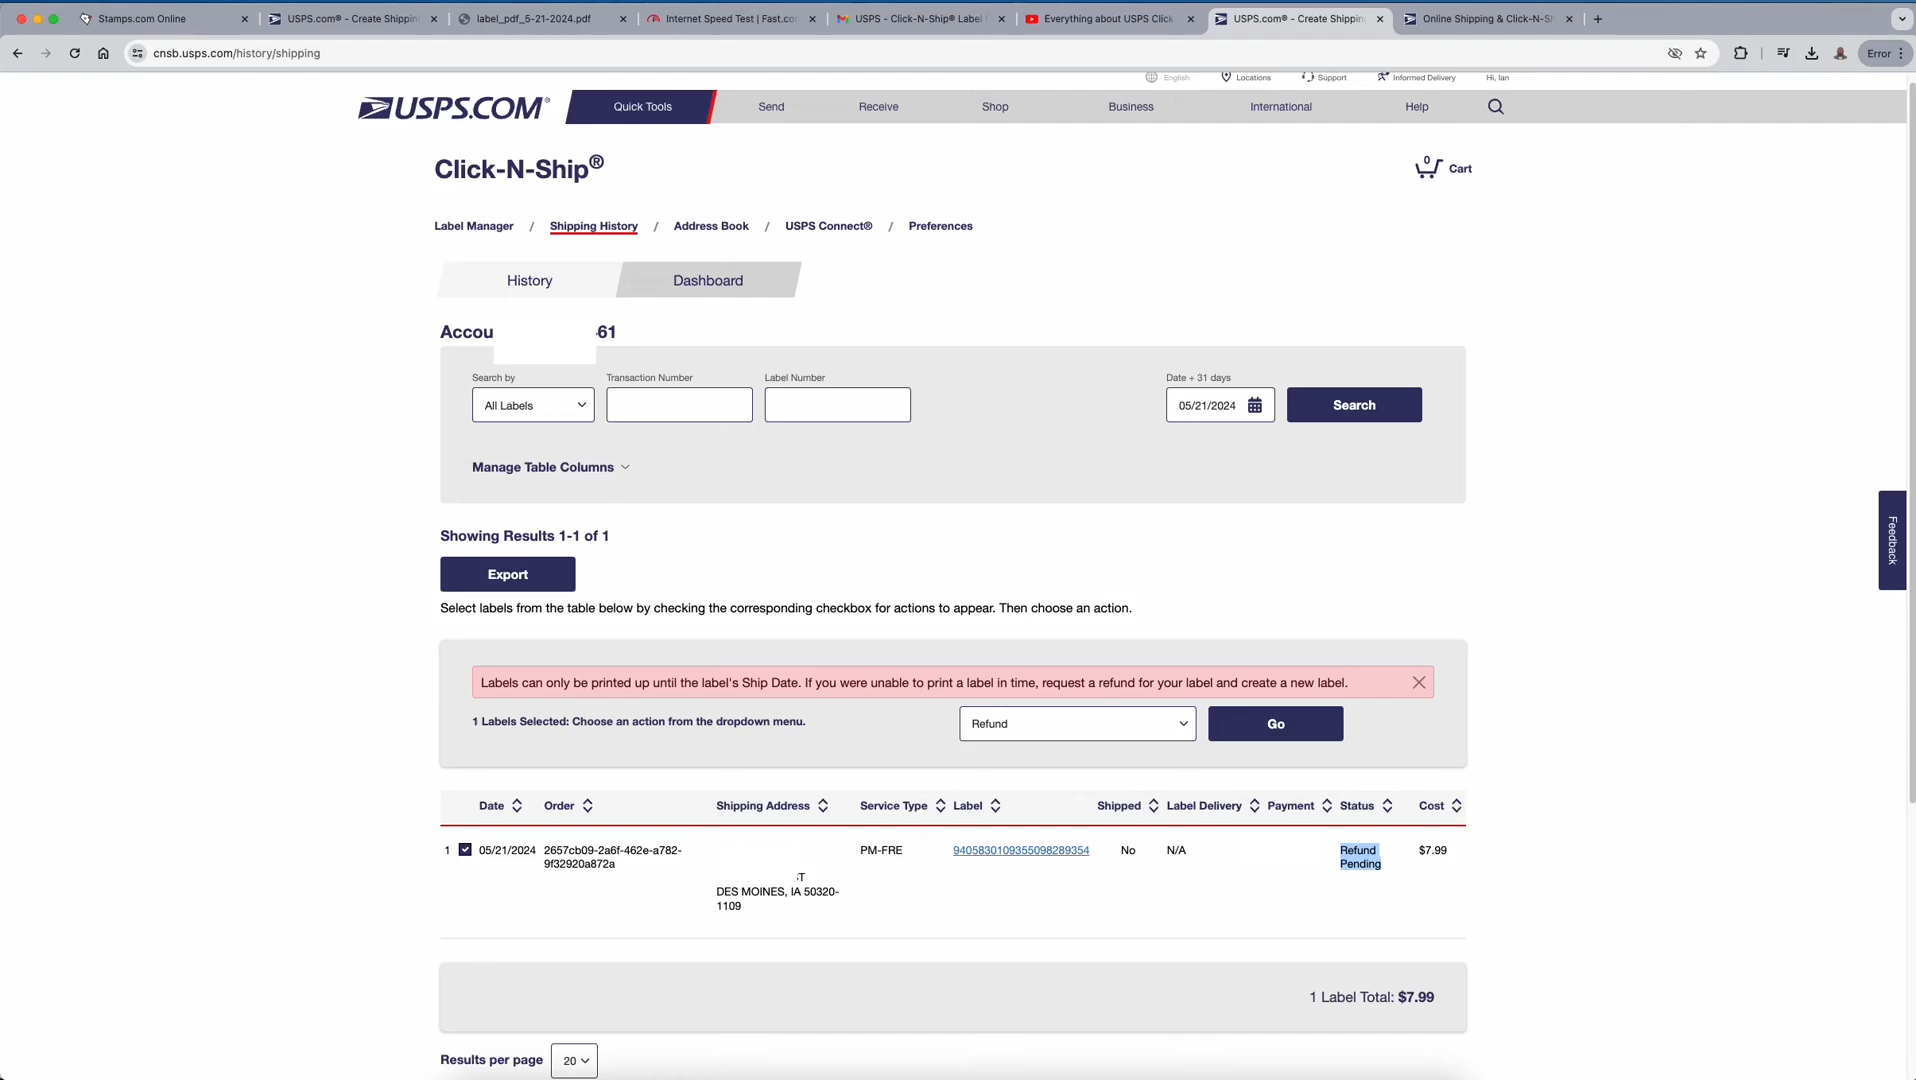 Stamps.com Online
USPS.com® - Create Shippin
label_pdf_5-21-2024.pdf
Internet Speed Test | Fast.com
USPS - Click-N-Ship® Label
Everything about USPS Click
USPS.com® - Create Shippin
Online Shipping & Click-N-Sh
cnsb.usps.com/history/shipping
Error
English
Locations
Support
Informed Delivery
Hi, Ian
USPS.COM®
Quick Tools
Send
Receive
Shop
Business
International
Help
Click-N-Ship®
0
Cart
Label Manager / Shipping History / Address Book / USPS Connect® / Preferences
History
Dashboard
Accou 61
Search by
Transaction Number
Label Number
Date + 31 days
All Labels
05/21/2024
Search
Manage Table Columns
Feedback
Showing Results 1-1 of 1
Export
Select labels from the table below by checking the corresponding checkbox for actions to appear. Then choose an action.
Labels can only be printed up until the label's Ship Date. If you were unable to print a label in time, request a refund for your label and create a new label.
1 Labels Selected: Choose an action from the dropdown menu.
Refund
Go
Date Order Shipping Address Service Type Label Shipped Label Delivery Payment Status Cost
1 05/21/2024 2657cb09-2a6f-462e-a782- PM-FRE 9405830109355098289354 No N/A Refund $7.99
9f32920a872a Pending
ST
DES MOINES, IA 50320-
1109
1 Label Total: $7.99
Results per page 20